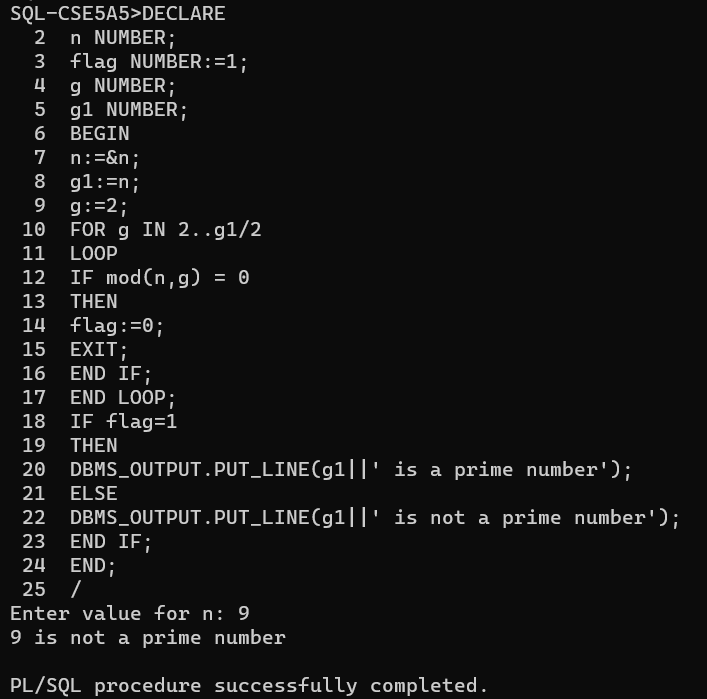 SQL-CSE5A5>DECLARE
  2  n NUMBER;
  3  flag NUMBER:=1;
  4  g NUMBER;
  5  g1 NUMBER;
  6  BEGIN
  7  n:=&n;
  8  g1:=n;
  9  g:=2;
 10  FOR g IN 2..g1/2
 11  LOOP
 12  IF mod(n,g) = 0
 13  THEN
 14  flag:=0;
 15  EXIT;
 16  END IF;
 17  END LOOP;
 18  IF flag=1
 19  THEN
 20  DBMS_OUTPUT.PUT_LINE(g1||' is a prime number');
 21  ELSE
 22  DBMS_OUTPUT.PUT_LINE(g1||' is not a prime number');
 23  END IF;
 24  END;
 25  /
Enter value for n: 9
9 is not a prime number

PL/SQL procedure successfully completed.